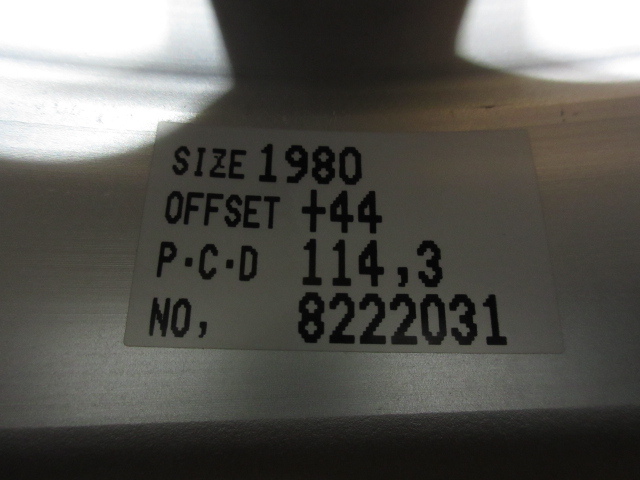 SIZE 1980
OFFSET +44
P·C·D 114,3
NO, 8222031